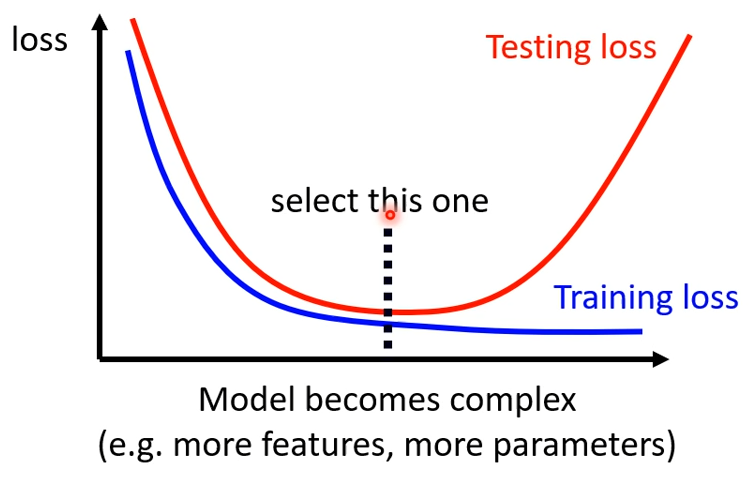 loss
Testing loss
select this one
Training loss
Model becomes complex
(e.g. more features, more parameters)